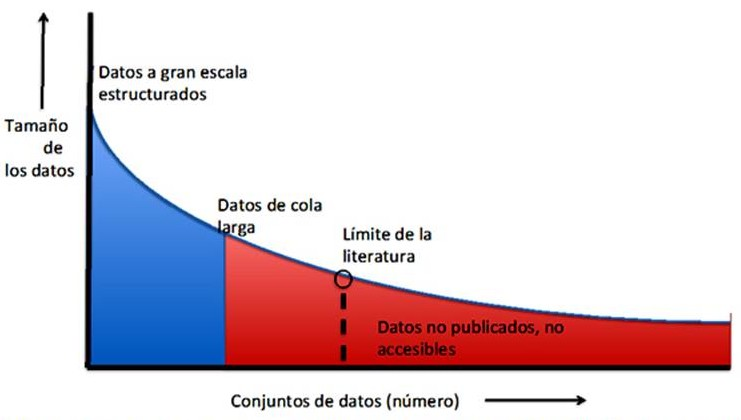 Datos a gran escala
estructurados
Tamaño
de
los datos
Datos de cola
larga
Límite de la
literatura
Datos no publicados, no
accesibles
Conjuntos de datos (número)